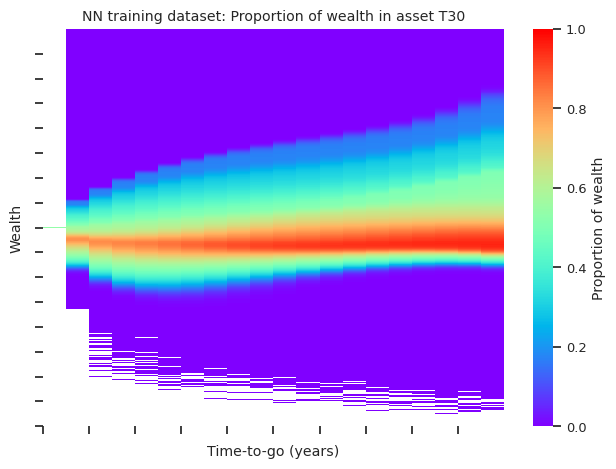 NN training dataset: Proportion of wealth in asset T30
Wealth
Time-to-go (years)
1.0
0.8
0.6
0.4
0.2
0.0
Proportion of wealth